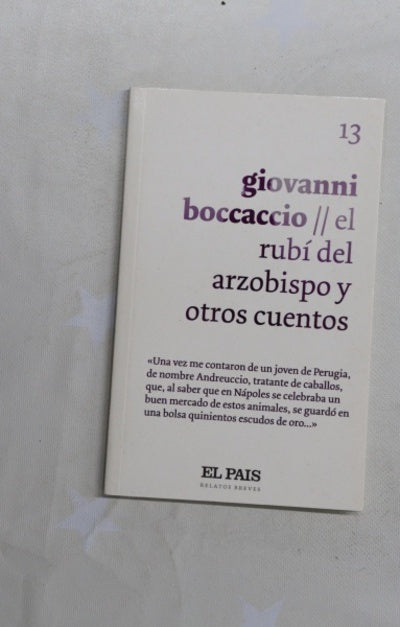 13
giovanni
boccaccio // el
rubí del
arzobispo y
otros cuentos
«Una vez me contaron de un joven de Perugia,
de nombre Andreuccio, tratante de caballos,
que, al saber que en Nápoles se celebraba un
buen mercado de estos animales, se guardó en
una bolsa quinientos escudos de oro...»
EL PAIS
RELATOS BREVES